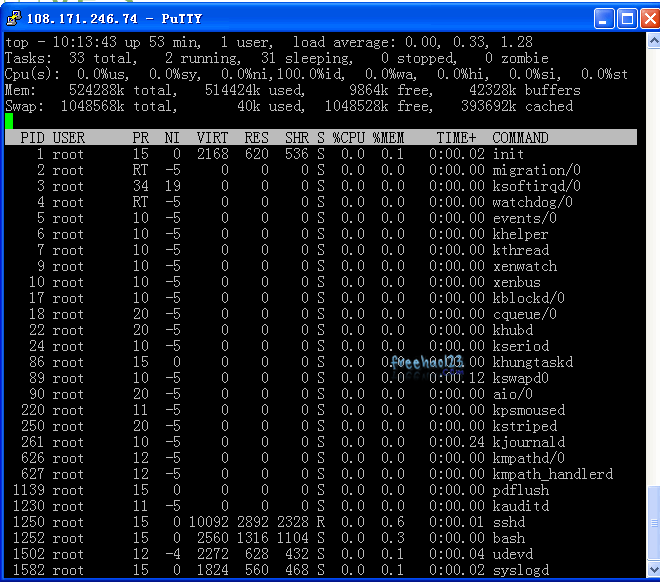 108.171.246.74 - PuTTY
top - 10:13:43 up 53 min,  1 user,  load average: 0.00, 0.33, 1.28
Tasks:  33 total,   2 running,  31 sleeping,   0 stopped,   0 zombie
Cpu(s):  0.0%us,  0.0%sy,  0.0%ni,100.0%id,  0.0%wa,  0.0%hi,  0.0%si,  0.0%st
Mem:    524288k total,   514424k used,     9864k free,    42328k buffers
Swap:  1048568k total,       40k used,  1048528k free,   393692k cached
PID USER      PR  NI  VIRT  RES  SHR S %CPU %MEM    TIME+  COMMAND
1 root      15   0  2168  620  536 S  0.0  0.1   0:00.02 init
2 root      RT  -5     0    0    0 S  0.0  0.0   0:00.00 migration/0
3 root      34  19     0    0    0 S  0.0  0.0   0:00.00 ksoftirqd/0
4 root      RT  -5     0    0    0 S  0.0  0.0   0:00.00 watchdog/0
5 root      10  -5     0    0    0 S  0.0  0.0   0:00.00 events/0
6 root      10  -5     0    0    0 S  0.0  0.0   0:00.00 khelper
7 root      10  -5     0    0    0 S  0.0  0.0   0:00.00 kthread
9 root      10  -5     0    0    0 S  0.0  0.0   0:00.00 xenwatch
10 root      10  -5     0    0    0 S  0.0  0.0   0:00.00 xenbus
17 root      10  -5     0    0    0 S  0.0  0.0   0:00.00 kblockd/0
18 root      20  -5     0    0    0 S  0.0  0.0   0:00.00 cqueue/0
22 root      20  -5     0    0    0 S  0.0  0.0   0:00.00 khubd
24 root      10  -5     0    0    0 S  0.0  0.0   0:00.00 kseriod
86 root      15   0     0    0    0 S  0.0  0.0   0:00.00 khungtaskd
freehao123
89 root      10  -5     0    0    0 S  0.0  0.0   0:00.12 kswapd0
90 root      20  -5     0    0    0 S  0.0  0.0   0:00.00 aio/0
220 root      11  -5     0    0    0 S  0.0  0.0   0:00.00 kpsmoused
250 root      20  -5     0    0    0 S  0.0  0.0   0:00.00 kstriped
261 root      10  -5     0    0    0 S  0.0  0.0   0:00.24 kjournald
626 root      12  -5     0    0    0 S  0.0  0.0   0:00.00 kmpathd/0
627 root      12  -5     0    0    0 S  0.0  0.0   0:00.00 kmpath_handlerd
1139 root      15   0     0    0    0 S  0.0  0.0   0:00.00 pdflush
1230 root      11  -5     0    0    0 S  0.0  0.0   0:00.00 kauditd
1250 root      15   0 10092 2892 2328 R  0.0  0.6   0:00.01 sshd
1252 root      15   0  2560 1316 1104 S  0.0  0.3   0:00.00 bash
1502 root      12  -4  2272  628  432 S  0.0  0.1   0:00.04 udevd
1582 root      15   0  1824  560  468 S  0.0  0.1   0:00.02 syslogd